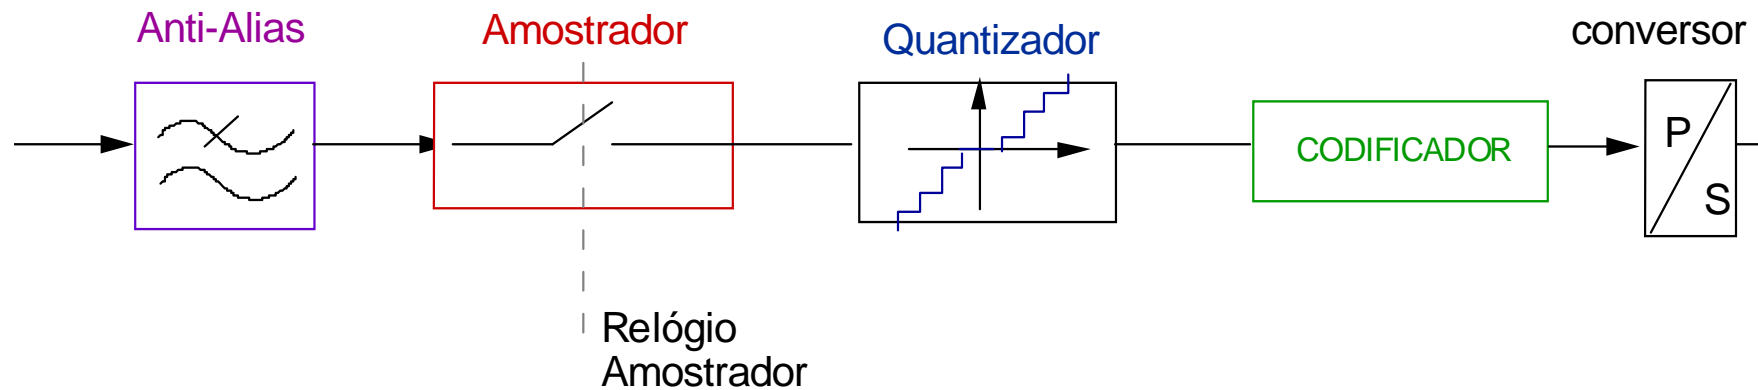 Anti-Alias
Amostrador
Quantizador
conversor
CODIFICADOR
P
S
Relógio
Amostrador